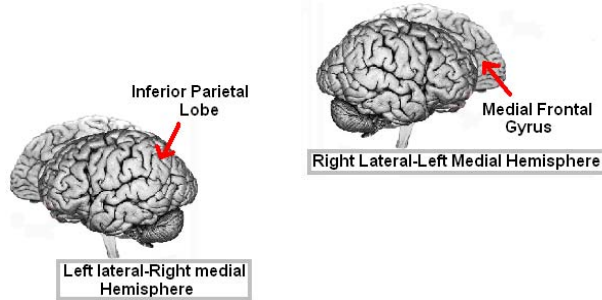 Inferior Parietal
Lobe
Left lateral-Right medial
Hemisphere
Medial Frontal
Gyrus
Right Lateral-Left Medial Hemisphere